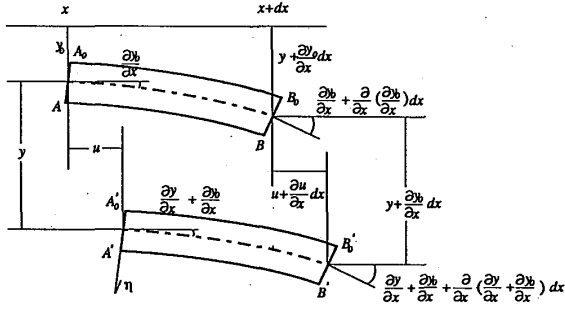 x x+dx
y₀ A₀ ∂y₀/∂x y+∂y₀/∂x dx
A B₀ ∂y₀/∂x + ∂/∂x (∂y₀/∂x)dx
B
y u
A₀' ∂y/∂x + ∂y₀/∂x u+∂u/∂x dx y+∂y₀/∂x dx
A' B₀'
η B' ∂y/∂x + ∂y₀/∂x + ∂/∂x (∂y/∂x + ∂y₀/∂x) dx